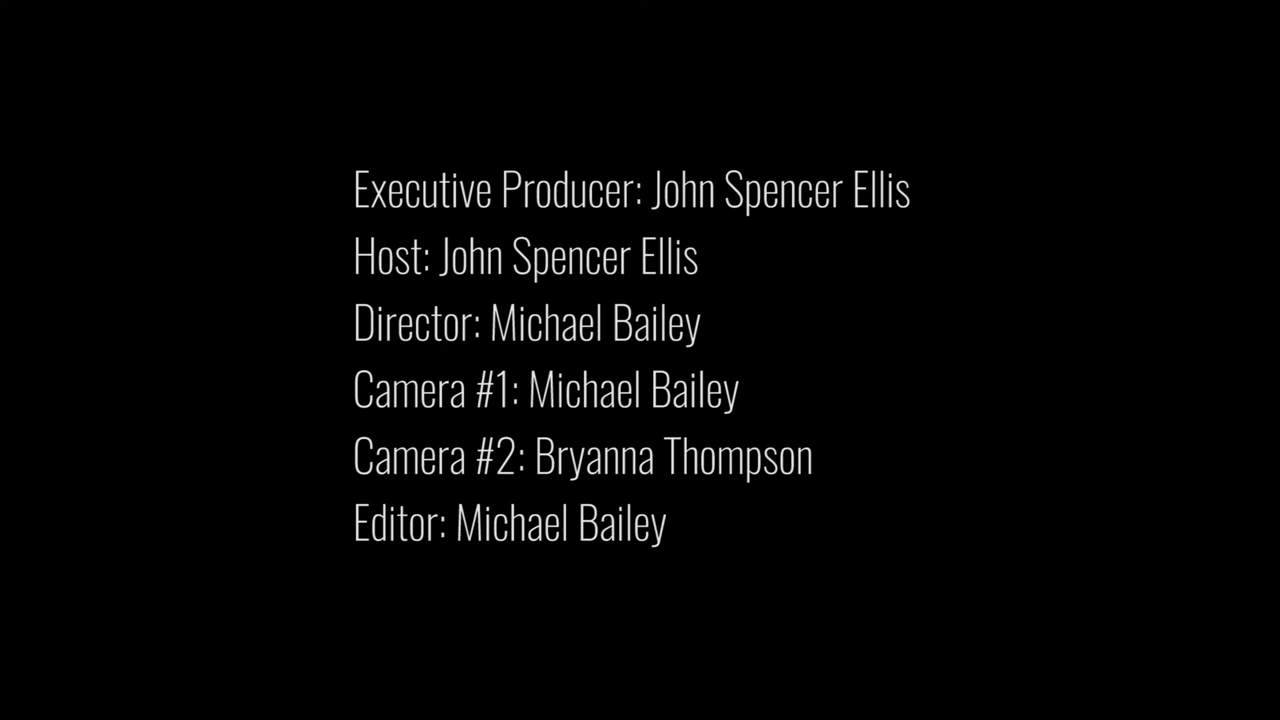 Executive Producer: John Spencer Ellis
Host: John Spencer Ellis
Director: Michael Bailey
Camera #1: Michael Bailey
Camera #2: Bryanna Thompson
Editor: Michael Bailey